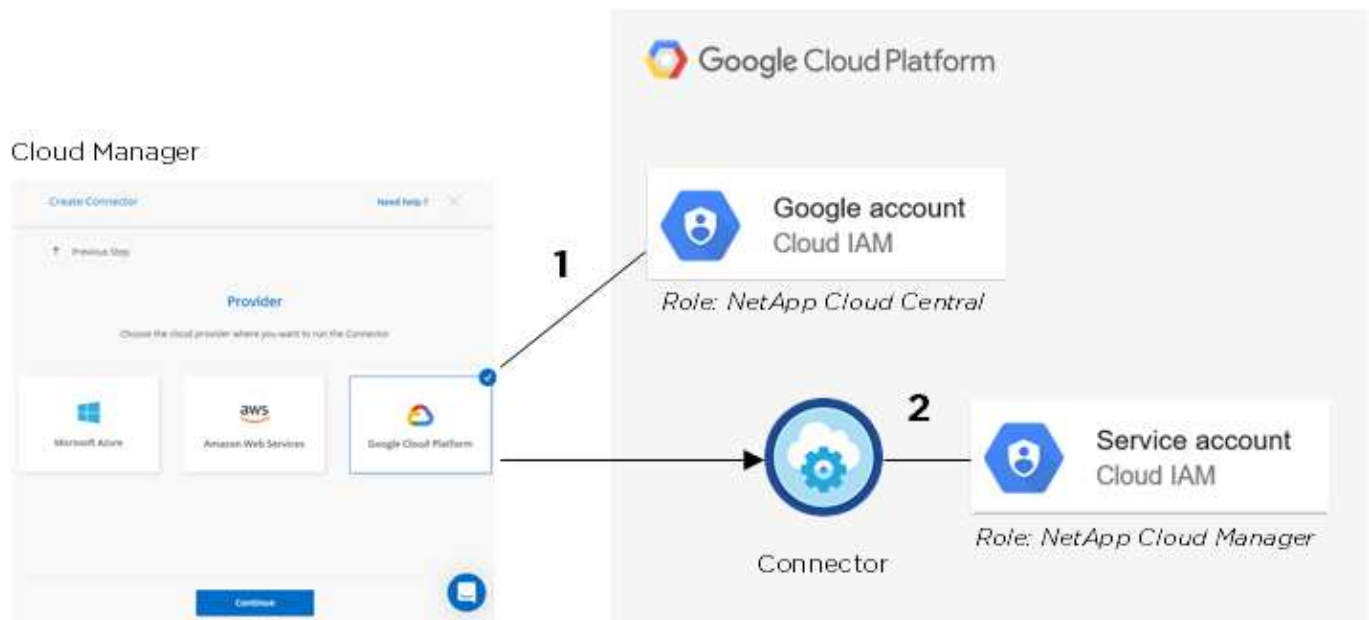 Google Cloud Platform
Cloud Manager
Create Connector
Need help?
Previous Step
Provider
Choose the cloud provider where you want to run the Connector
Microsoft Azure
aws
Amazon Web Services
Google Cloud Platform
Continue
1
Google account
Cloud IAM
Role: NetApp Cloud Central
2
Connector
Service account
Cloud IAM
Role: NetApp Cloud Manager